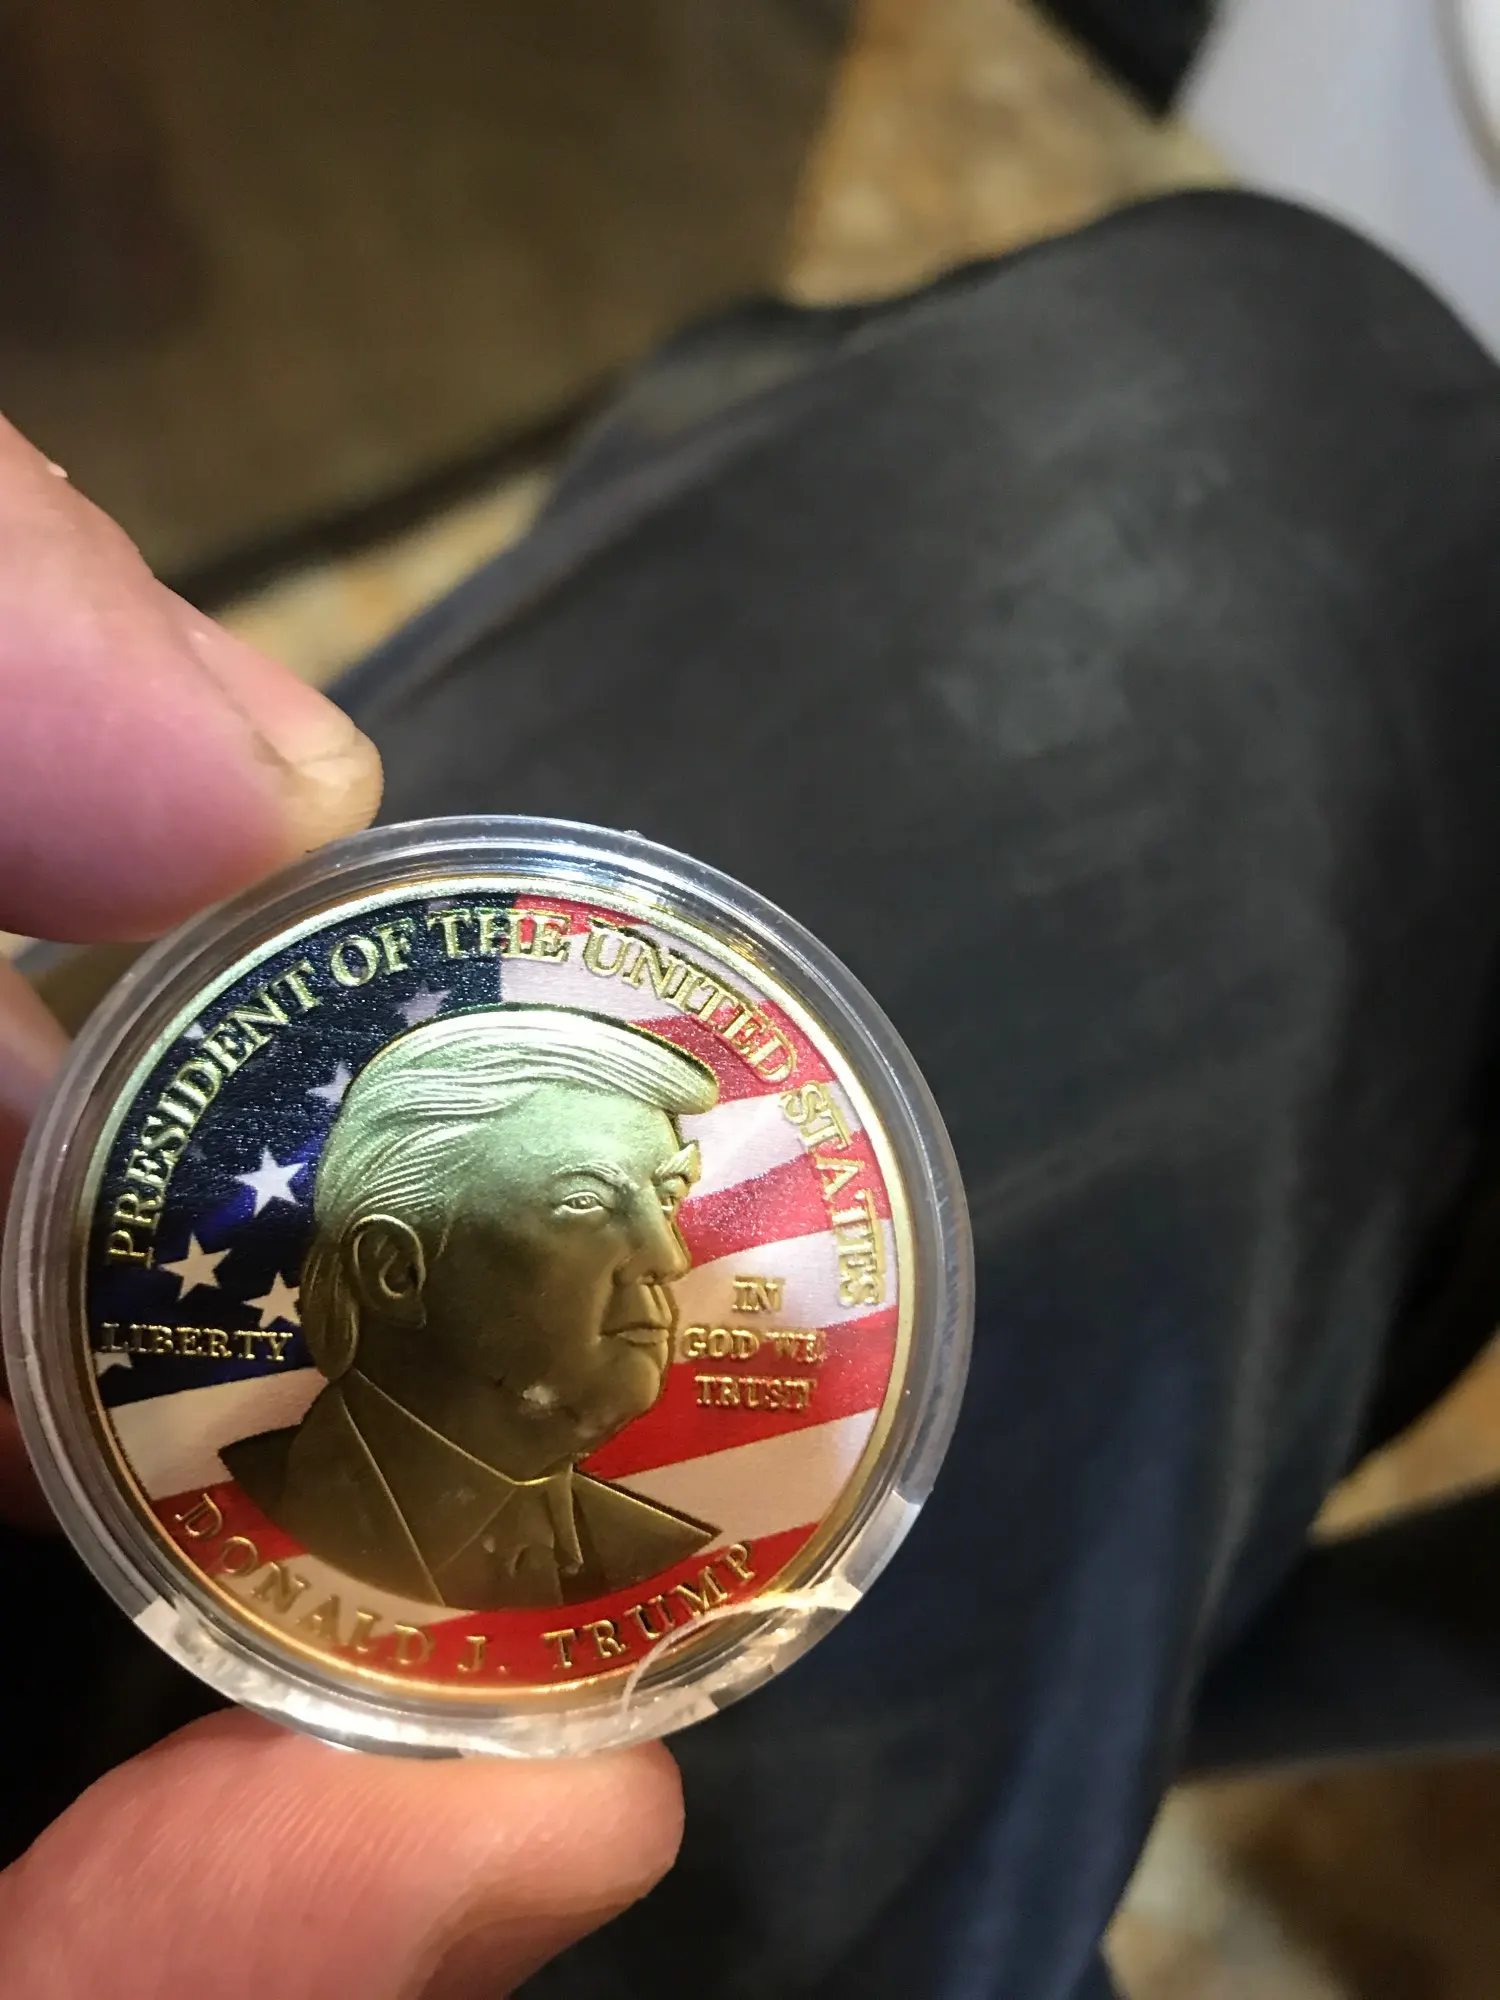 PRESIDENT OF THE UNITED STATES
LIBERTY
IN
GOD WE
TRUST
DONALD J. TRUMP